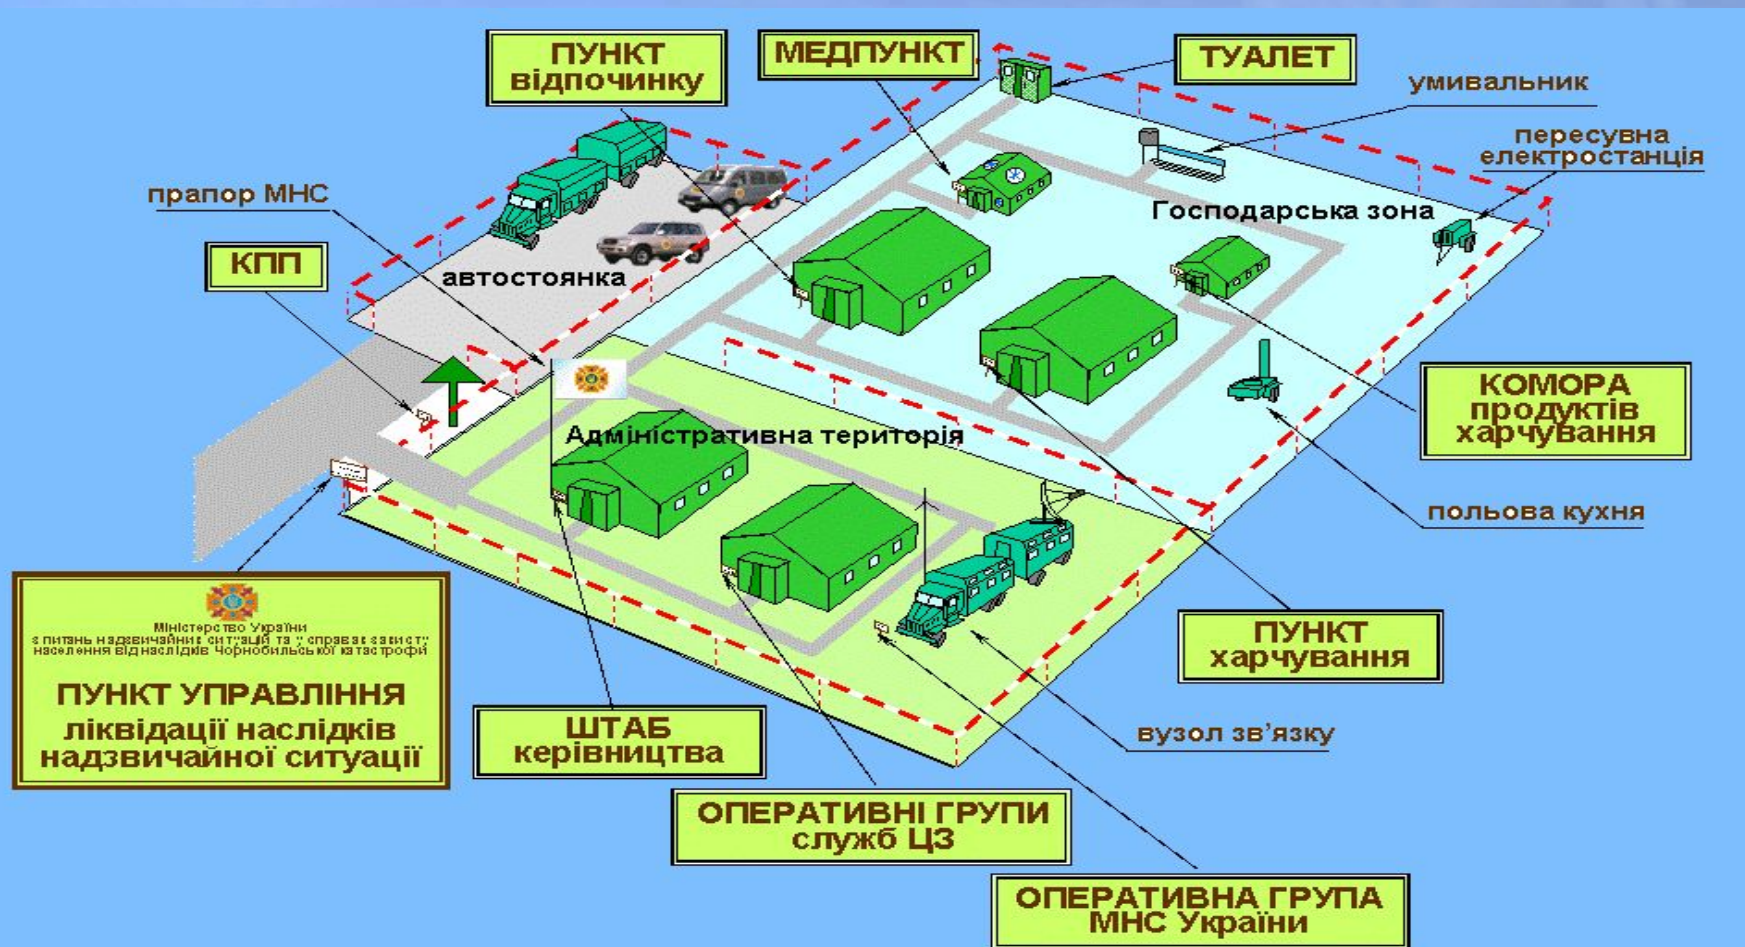 ПУНКТ
відпочинку
МЕДПУНКТ
ТУАЛЕТ
умивальник
пересувна
електростанція
прапор МНС
Господарська зона
КПП
автостоянка
КОМОРА
продуктів
харчування
Адміністративна територія
польова кухня
Міністерство України
з питань надзвичайних ситуацій та у справах захисту
населення від наслідків Чорнобильської катастрофи
ПУНКТ УПРАВЛІННЯ
ліквідації наслідків
надзвичайної ситуації
ПУНКТ
харчування
ШТАБ
керівництва
вузол зв’язку
ОПЕРАТИВНІ ГРУПИ
служб ЦЗ
ОПЕРАТИВНА ГРУПА
МНС України